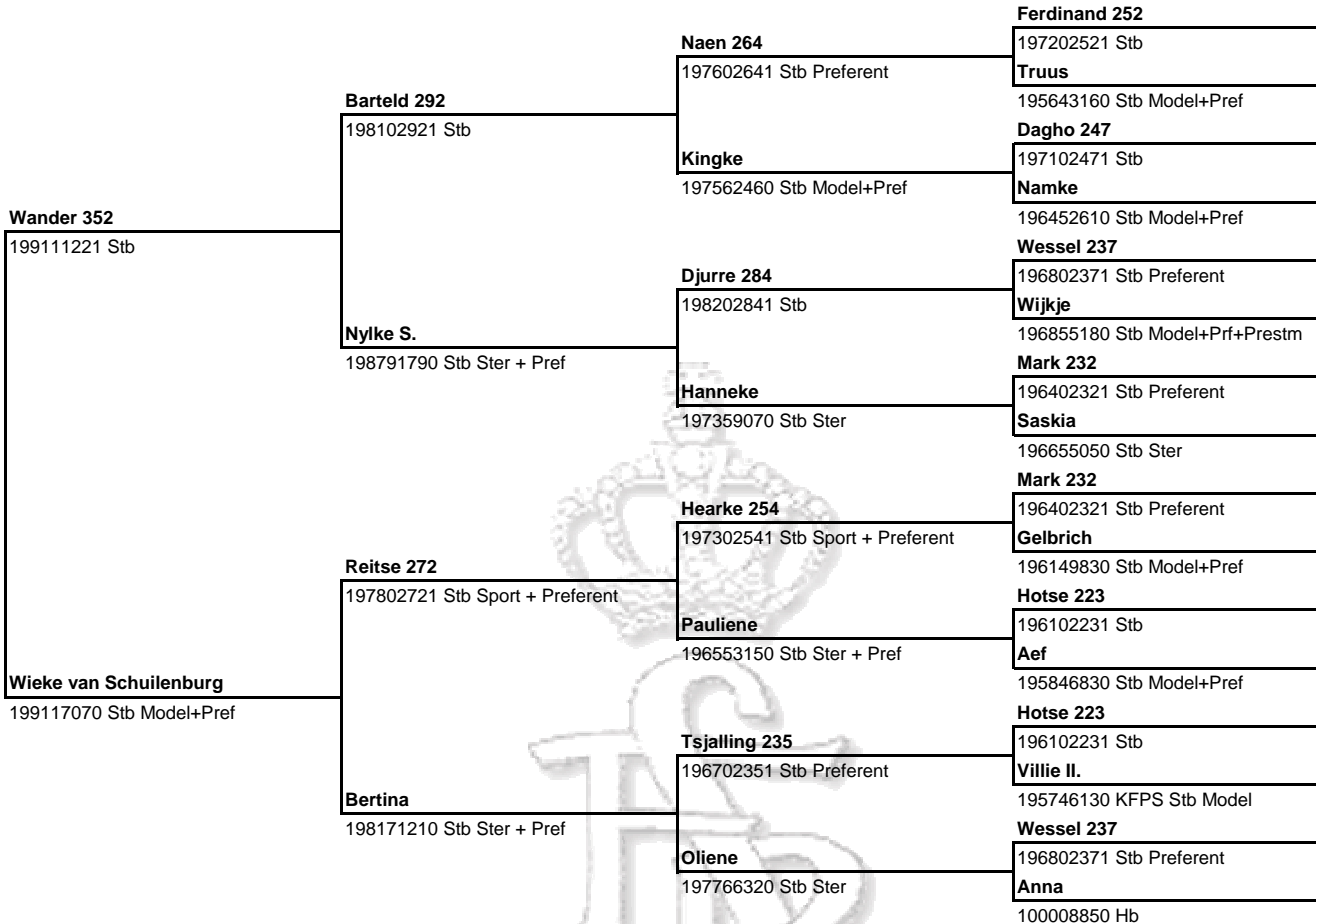 Ferdinand 252
Naen 264
197202521 Stb
197602641 Stb Preferent
Truus
Barteld 292
195643160 Stb Model+Pref
198102921 Stb
Dagho 247
Kingke
197102471 Stb
197562460 Stb Model+Pref
Namke
Wander 352
196452610 Stb Model+Pref
199111221 Stb
Wessel 237
Djurre 284
196802371 Stb Preferent
198202841 Stb
Wijkje
Nylke S.
196855180 Stb Model+Prf+Prestm
198791790 Stb Ster + Pref
Mark 232
Hanneke
196402321 Stb Preferent
197359070 Stb Ster
Saskia
196655050 Stb Ster
Mark 232
Hearke 254
196402321 Stb Preferent
197302541 Stb Sport + Preferent
Gelbrich
Reitse 272
196149830 Stb Model+Pref
197802721 Stb Sport + Preferent
Hotse 223
Pauliene
196102231 Stb
196553150 Stb Ster + Pref
Aef
Wieke van Schuilenburg
195846830 Stb Model+Pref
199117070 Stb Model+Pref
Hotse 223
Tsjalling 235
196102231 Stb
196702351 Stb Preferent
Villie II.
Bertina
195746130 KFPS Stb Model
198171210 Stb Ster + Pref
Wessel 237
Oliene
196802371 Stb Preferent
197766320 Stb Ster
Anna
100008850 Hb